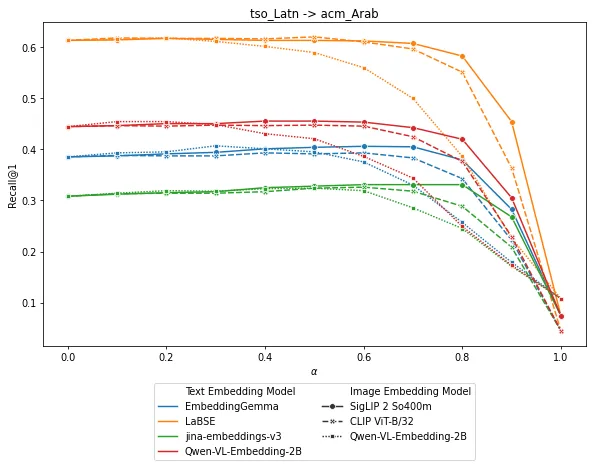 tso_Latn -> acm_Arab
Recall@1
0.6
0.5
0.4
0.3
0.2
0.1
0.0 0.2 0.4 0.6 0.8 1.0
α
Text Embedding Model Image Embedding Model
EmbeddingGemma SigLIP 2 So400m
LaBSE CLIP ViT-B/32
jina-embeddings-v3 Qwen-VL-Embedding-2B
Qwen-VL-Embedding-2B